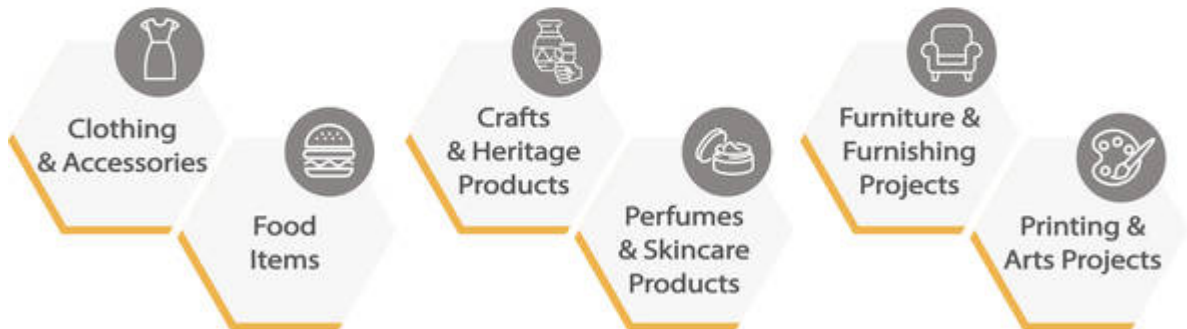 Clothing
& Accessories
Food
Items
Crafts
& Heritage
Products
Perfumes
& Skincare
Products
Furniture &
Furnishing
Projects
Printing &
Arts Projects